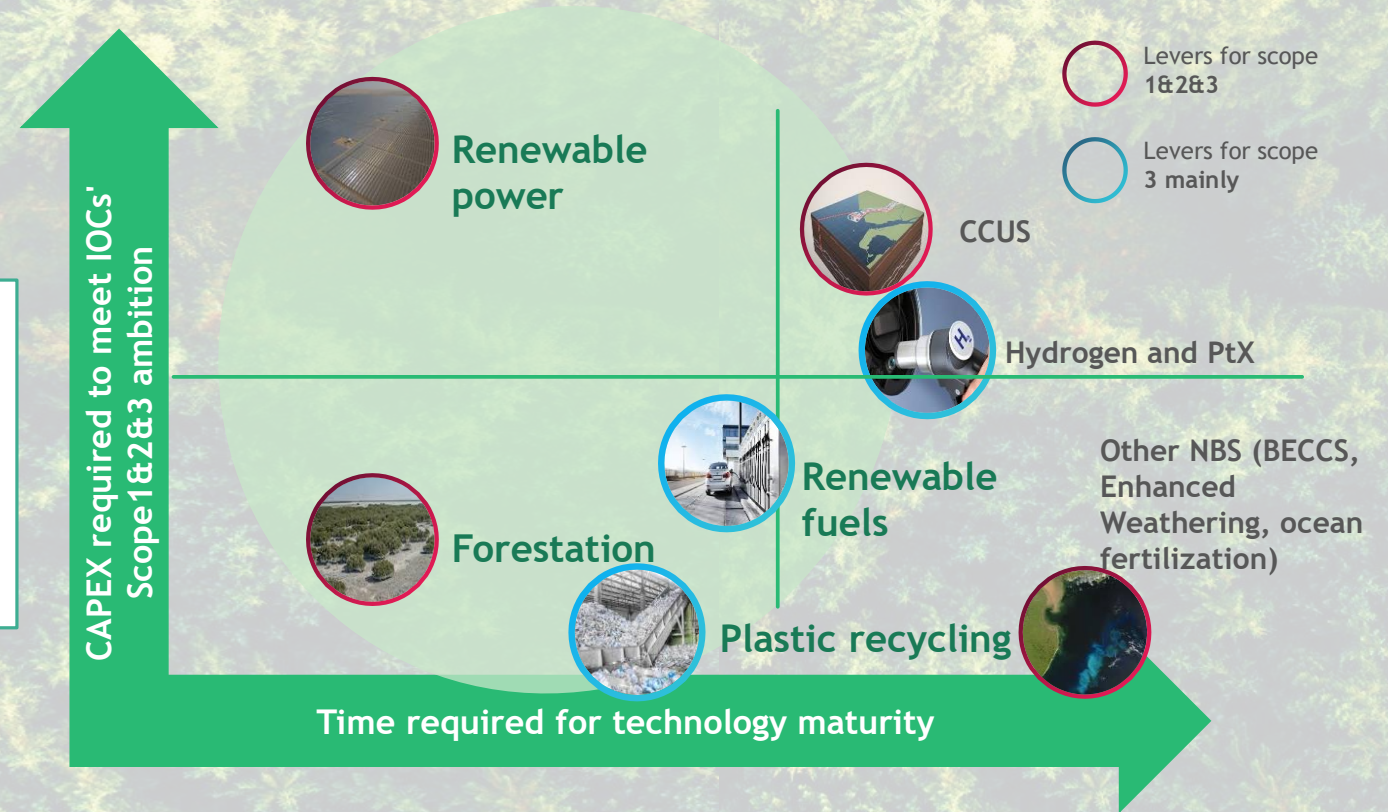 Levers for scope
1&2&3
Levers for scope
3 mainly
Renewable
power
CCUS
Hydrogen and PtX
CAPEX required to meet IOCs'
Scope1&2&3 ambition
Other NBS (BECCS,
Enhanced
Weathering, ocean
fertilization)
Renewable
fuels
Forestation
Plastic recycling
Time required for technology maturity
H₂